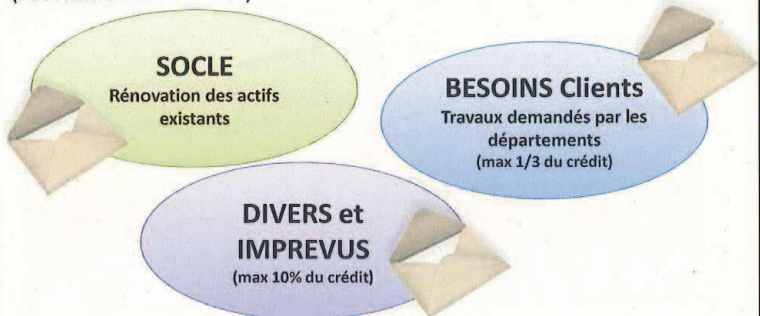 SOCLE
Rénovation des actifs
existants
BESOINS Clients
Travaux demandés par les
départements
(max 1/3 du crédit)
DIVERS et
IMPREVUS
(max 10% du crédit)